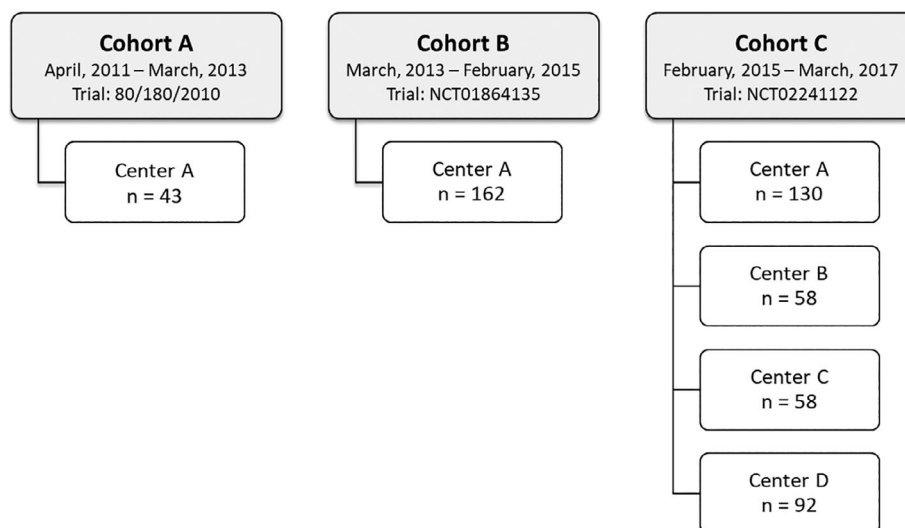 Cohort A
April, 2011 – March, 2013
Trial: 80/180/2010
Center A
n = 43
Cohort B
March, 2013 – February, 2015
Trial: NCT01864135
Center A
n = 162
Cohort C
February, 2015 – March, 2017
Trial: NCT02241122
Center A
n = 130
Center B
n = 58
Center C
n = 58
Center D
n = 92